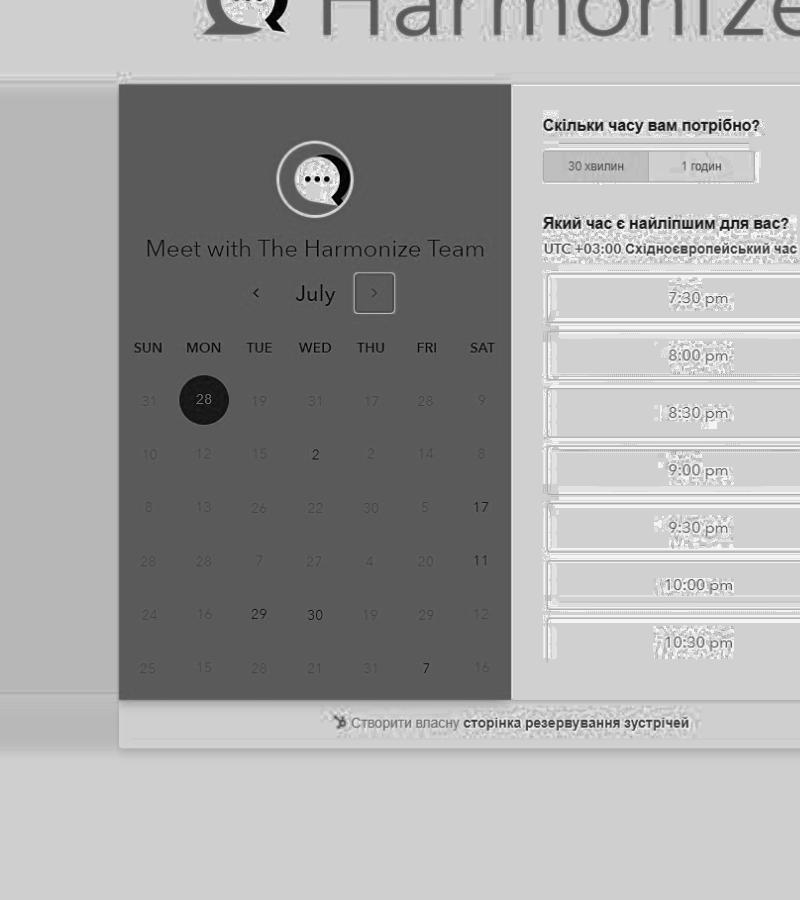 Harmonize
Meet with The Harmonize Team
July
SUN MON TUE WED THU FRI SAT
31 28 19 31 17 28 9
10 12 15 2 2 14 8
8 13 26 22 30 5 17
28 28 7 27 4 20 11
24 16 29 30 19 29 12
25 15 28 21 31 7 16
Скільки часу вам потрібно?
30 хвилин 1 годин
Який час є найліпшим для вас?
UTC +03:00 Східноєвропейський час
7:30 pm
8:00 pm
8:30 pm
9:00 pm
9:30 pm
10:00 pm
10:30 pm
Створити власну сторінка резервування зустрічей